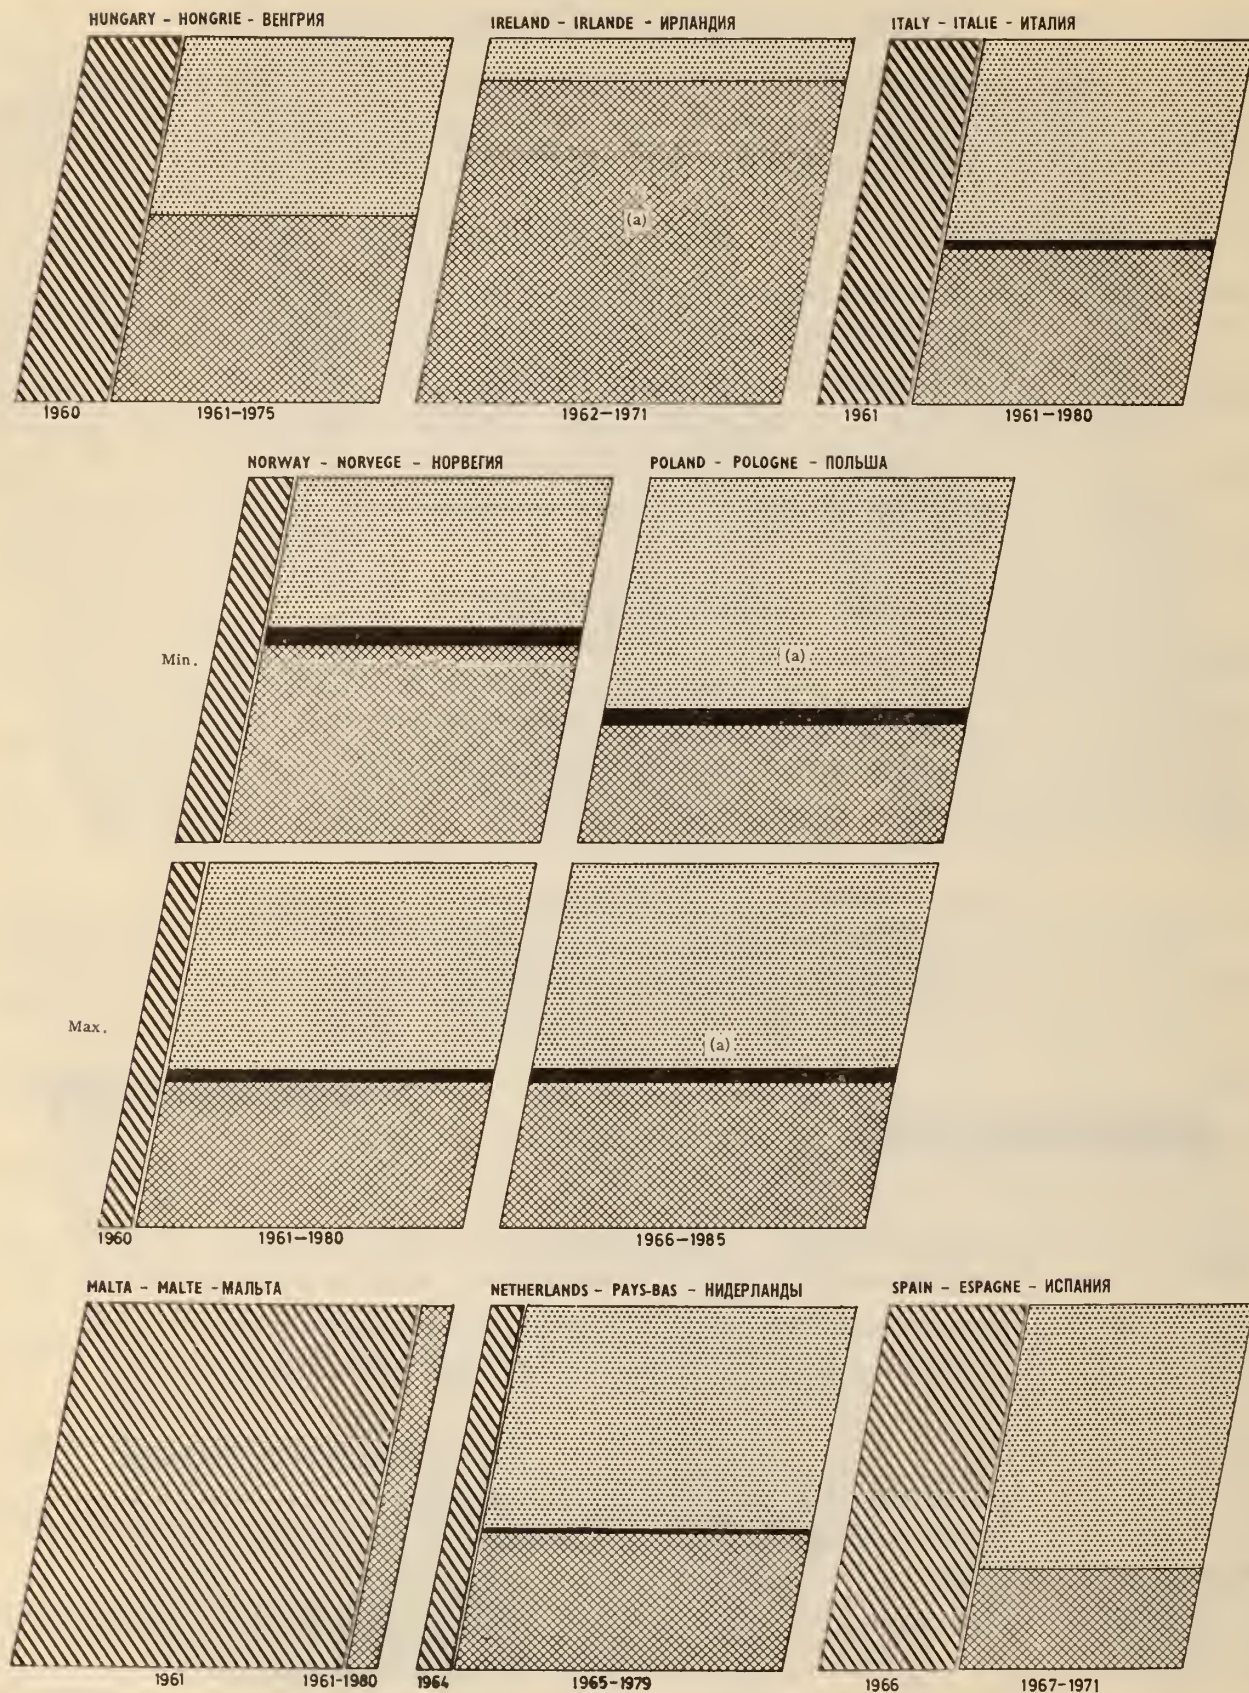 HUNGARY - HONGRIE - ВЕНГРИЯ
IRELAND - IRLANDE - ИРЛАНДИЯ
ITALY - ITALIE - ИТАЛИЯ
(a)
1960
1961-1975
1962-1971
1961
1961-1980
NORWAY - NORVEGE - НОРВЕГИЯ
POLAND - POLOGNE - ПОЛЬША
Min.
(a)
Max.
(a)
1960
1961-1980
1966-1985
MALTA - MALTE - МАЛЬТА
NETHERLANDS - PAYS-BAS - НИДЕРЛАНДЫ
SPAIN - ESPAGNE - ИСПАНИЯ
1961
1961-1980
1964
1965-1979
1966
1967-1971